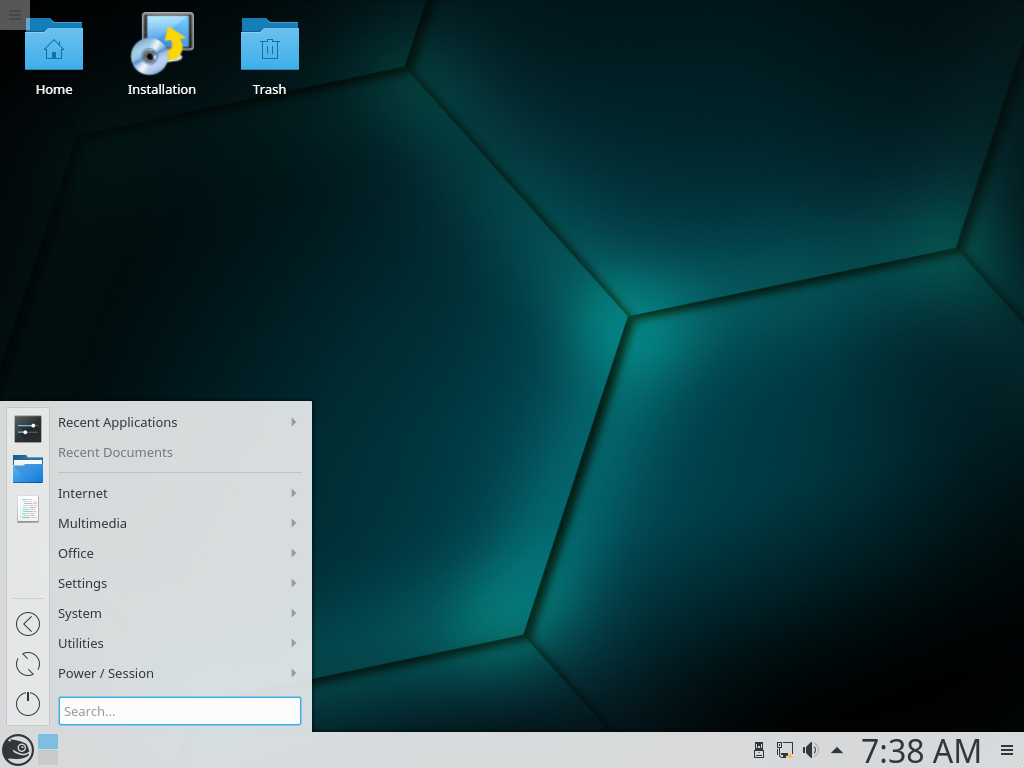 Home
Installation
Trash
Recent Applications
Recent Documents
Internet
Multimedia
Office
Settings
System
Utilities
Power / Session
Search...
7:38 AM